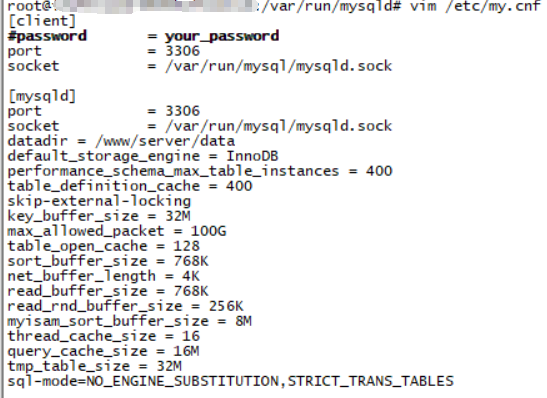 root@ :/var/run/mysqld# vim /etc/my.cnf
[client]
#password = your_password
port = 3306
socket = /var/run/mysql/mysqld.sock
[mysqld]
port = 3306
socket = /var/run/mysql/mysqld.sock
datadir = /www/server/data
default_storage_engine = InnoDB
performance_schema_max_table_instances = 400
table_definition_cache = 400
skip-external-locking
key_buffer_size = 32M
max_allowed_packet = 100G
table_open_cache = 128
sort_buffer_size = 768K
net_buffer_length = 4K
read_buffer_size = 768K
read_rnd_buffer_size = 256K
myisam_sort_buffer_size = 8M
thread_cache_size = 16
query_cache_size = 16M
tmp_table_size = 32M
sql-mode=NO_ENGINE_SUBSTITUTION,STRICT_TRANS_TABLES